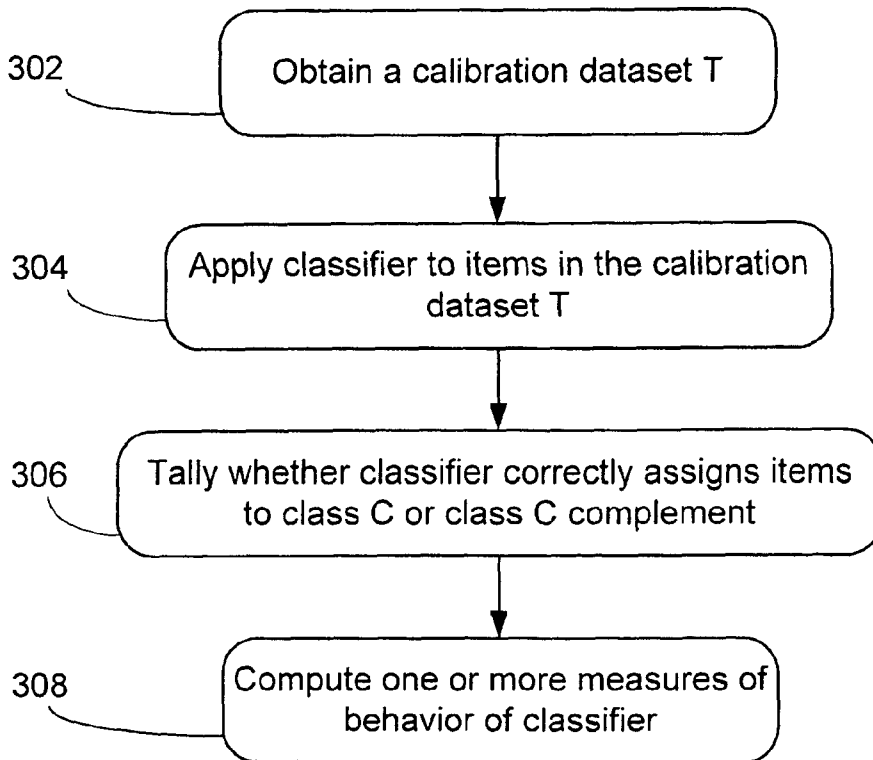 302
Obtain a calibration dataset T
304
Apply classifier to items in the calibration
dataset T
306
Tally whether classifier correctly assigns items
to class C or class C complement
308
Compute one or more measures of
behavior of classifier